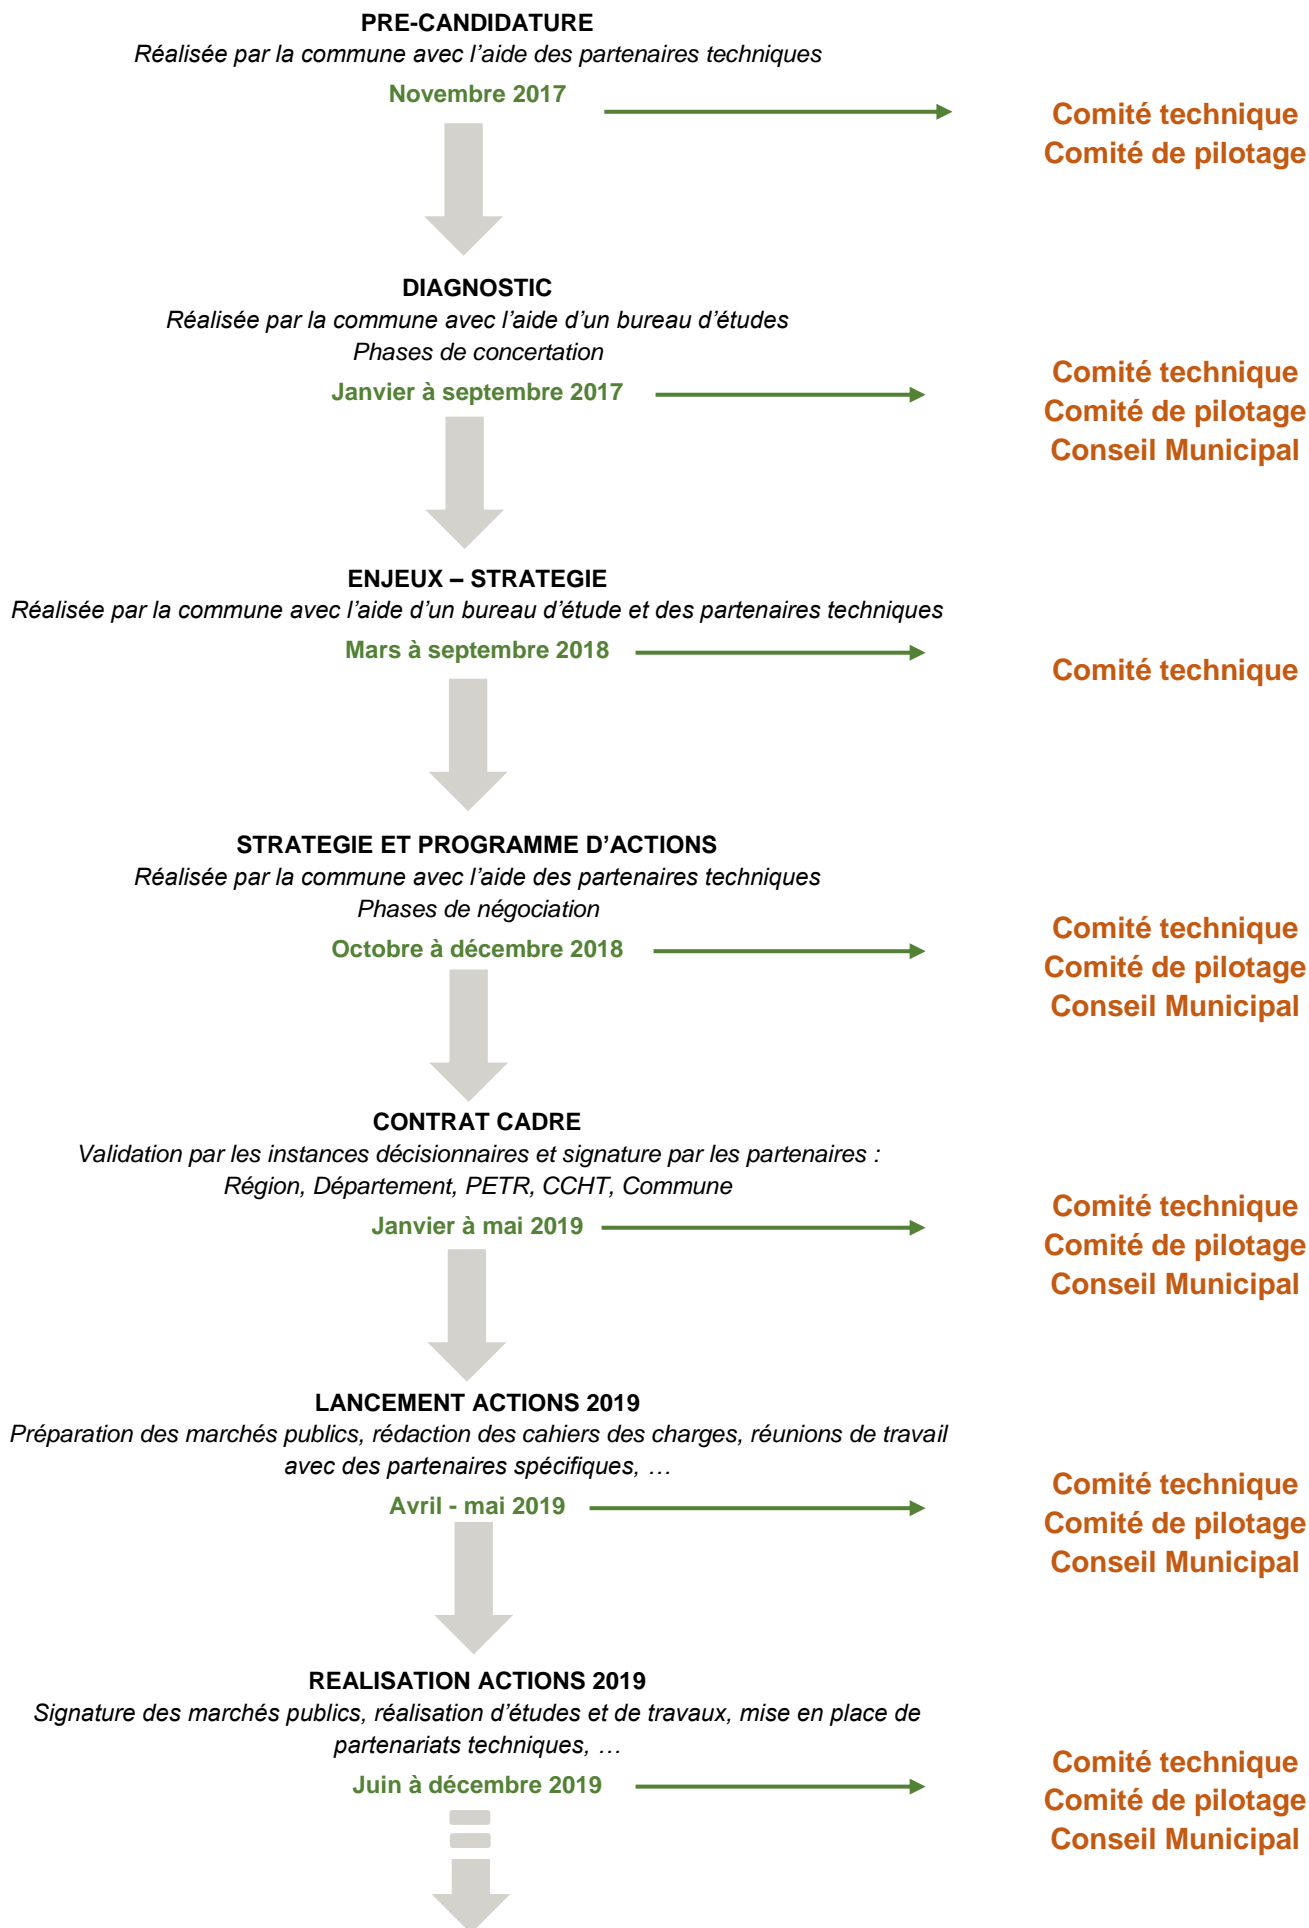 PRE-CANDIDATURE
Réalisée par la commune avec l’aide des partenaires techniques
Novembre 2017
Comité technique
Comité de pilotage
DIAGNOSTIC
Réalisée par la commune avec l’aide d’un bureau d’études
Phases de concertation
Janvier à septembre 2017
Comité technique
Comité de pilotage
Conseil Municipal
ENJEUX – STRATEGIE
Réalisée par la commune avec l’aide d’un bureau d’étude et des partenaires techniques
Mars à septembre 2018
Comité technique
STRATEGIE ET PROGRAMME D’ACTIONS
Réalisée par la commune avec l’aide des partenaires techniques
Phases de négociation
Octobre à décembre 2018
Comité technique
Comité de pilotage
Conseil Municipal
CONTRAT CADRE
Validation par les instances décisionnaires et signature par les partenaires :
Région, Département, PETR, CCHT, Commune
Janvier à mai 2019
Comité technique
Comité de pilotage
Conseil Municipal
LANCEMENT ACTIONS 2019
Préparation des marchés publics, rédaction des cahiers des charges, réunions de travail
avec des partenaires spécifiques, …
Avril - mai 2019
Comité technique
Comité de pilotage
Conseil Municipal
REALISATION ACTIONS 2019
Signature des marchés publics, réalisation d’études et de travaux, mise en place de
partenariats techniques, …
Juin à décembre 2019
Comité technique
Comité de pilotage
Conseil Municipal